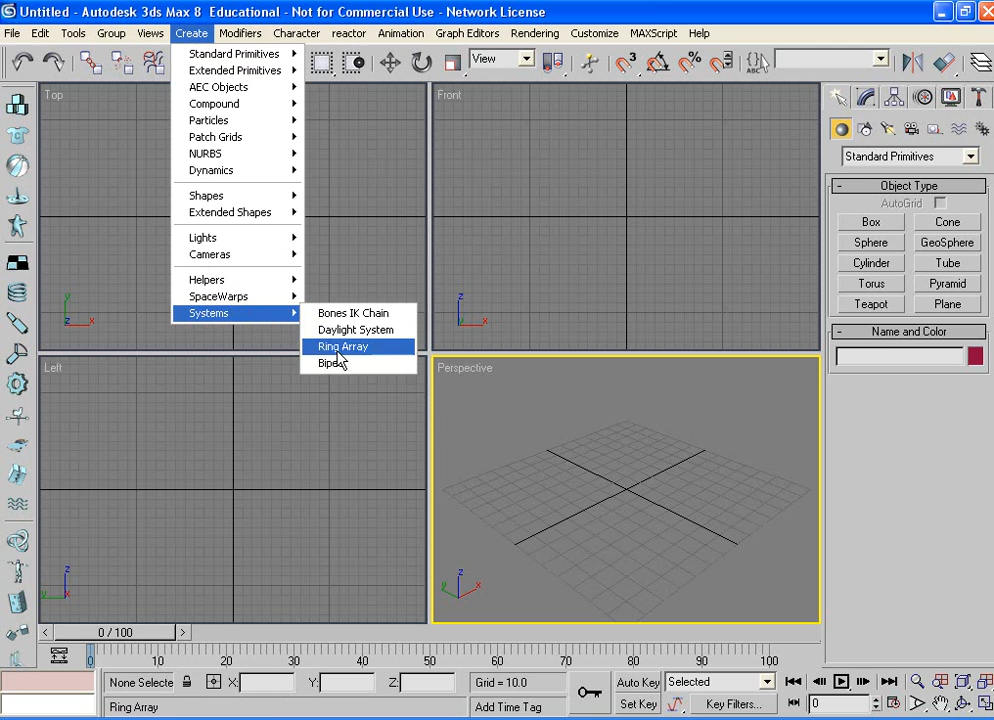 Untitled - Autodesk 3ds Max 8 Educational - Not for Commercial Use - Network License
File Edit Tools Group Views Create Modifiers Character reactor Animation Graph Editors Rendering Customize MAXScript Help
View
ABC
Standard Primitives
Extended Primitives
AEC Objects
Compound
Particles
Patch Grids
NURBS
Dynamics
Shapes
Extended Shapes
Lights
Cameras
Helpers
SpaceWarps
Systems
Bones IK Chain
Daylight System
Ring Array
Top
Front
Left
Perspective
y
z x
z
x
z
y x
z
y x
Standard Primitives
- Object Type
AutoGrid
Box Cone
Sphere GeoSphere
Cylinder Tube
Torus Pyramid
Teapot Plane
- Name and Color
< 0 / 100 >
0 10 20 30 40 50 60 70 80 90 100
None Selecte X: Y: Z: Grid = 10.0 Auto Key Selected
Ring Array Add Time Tag Set Key Key Filters... 0